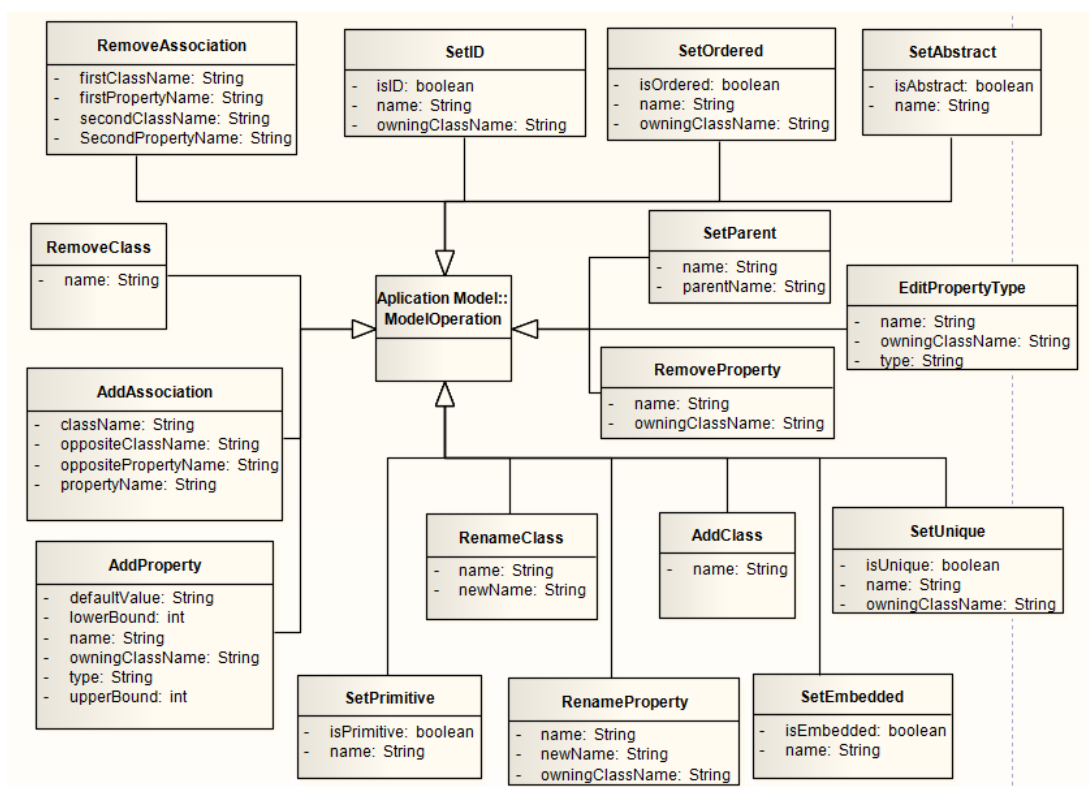 RemoveAssociation
- firstClassName: String
- firstPropertyName: String
- secondClassName: String
- SecondPropertyName: String
SetID
- isID: boolean
- name: String
- owningClassName: String
SetOrdered
- isOrdered: boolean
- name: String
- owningClassName: String
SetAbstract
- isAbstract: boolean
- name: String
RemoveClass
- name: String
Aplication Model::
ModelOperation
SetParent
- name: String
- parentName: String
EditPropertyType
- name: String
- owningClassName: String
- type: String
RemoveProperty
- name: String
- owningClassName: String
AddAssociation
- className: String
- oppositeClassName: String
- oppositePropertyName: String
- propertyName: String
AddProperty
- defaultValue: String
- lowerBound: int
- name: String
- owningClassName: String
- type: String
- upperBound: int
RenameClass
- name: String
- newName: String
AddClass
- name: String
SetUnique
- isUnique: boolean
- name: String
- owningClassName: String
SetPrimitive
- isPrimitive: boolean
- name: String
RenameProperty
- name: String
- newName: String
- owningClassName: String
SetEmbedded
- isEmbedded: boolean
- name: String